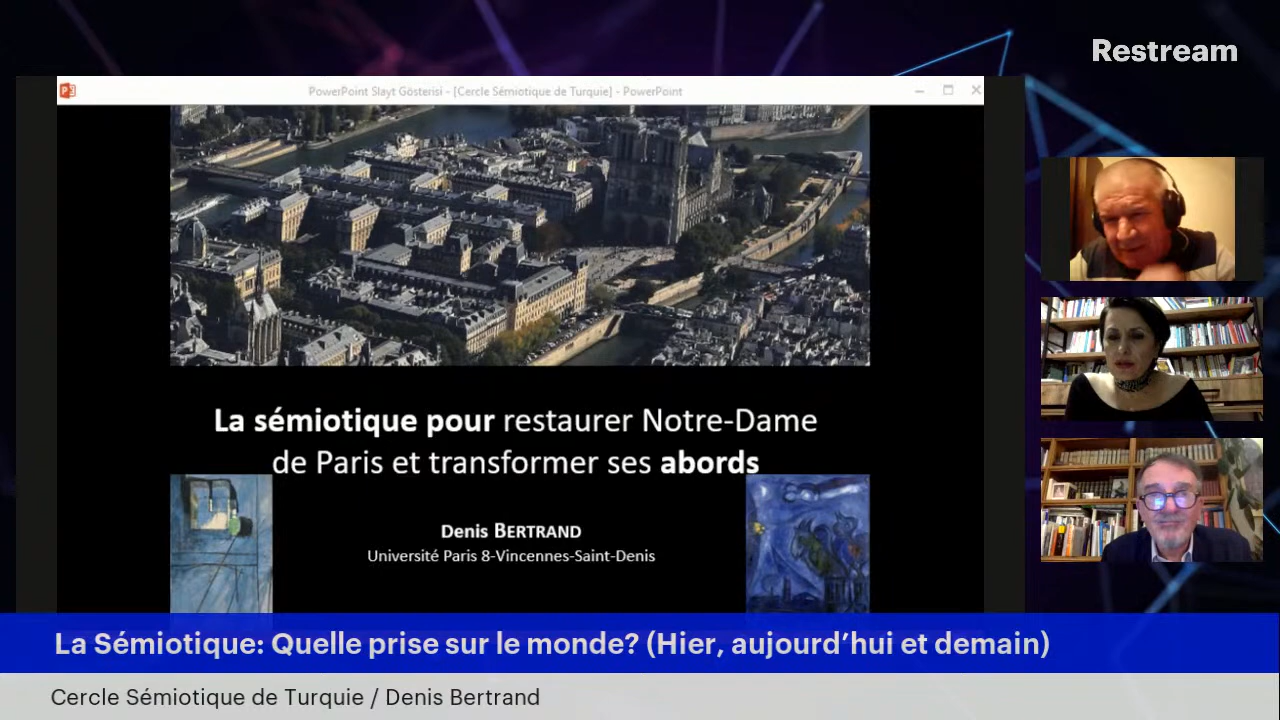 Restream
PowerPoint Slayt Gösterisi - [Cercle Sémiotique de Turquie] - PowerPoint
La sémiotique pour restaurer Notre-Dame
de Paris et transformer ses abords
Denis BERTRAND
Université Paris 8-Vincennes-Saint-Denis
La Sémiotique: Quelle prise sur le monde? (Hier, aujourd’hui et demain)
Cercle Sémiotique de Turquie / Denis Bertrand